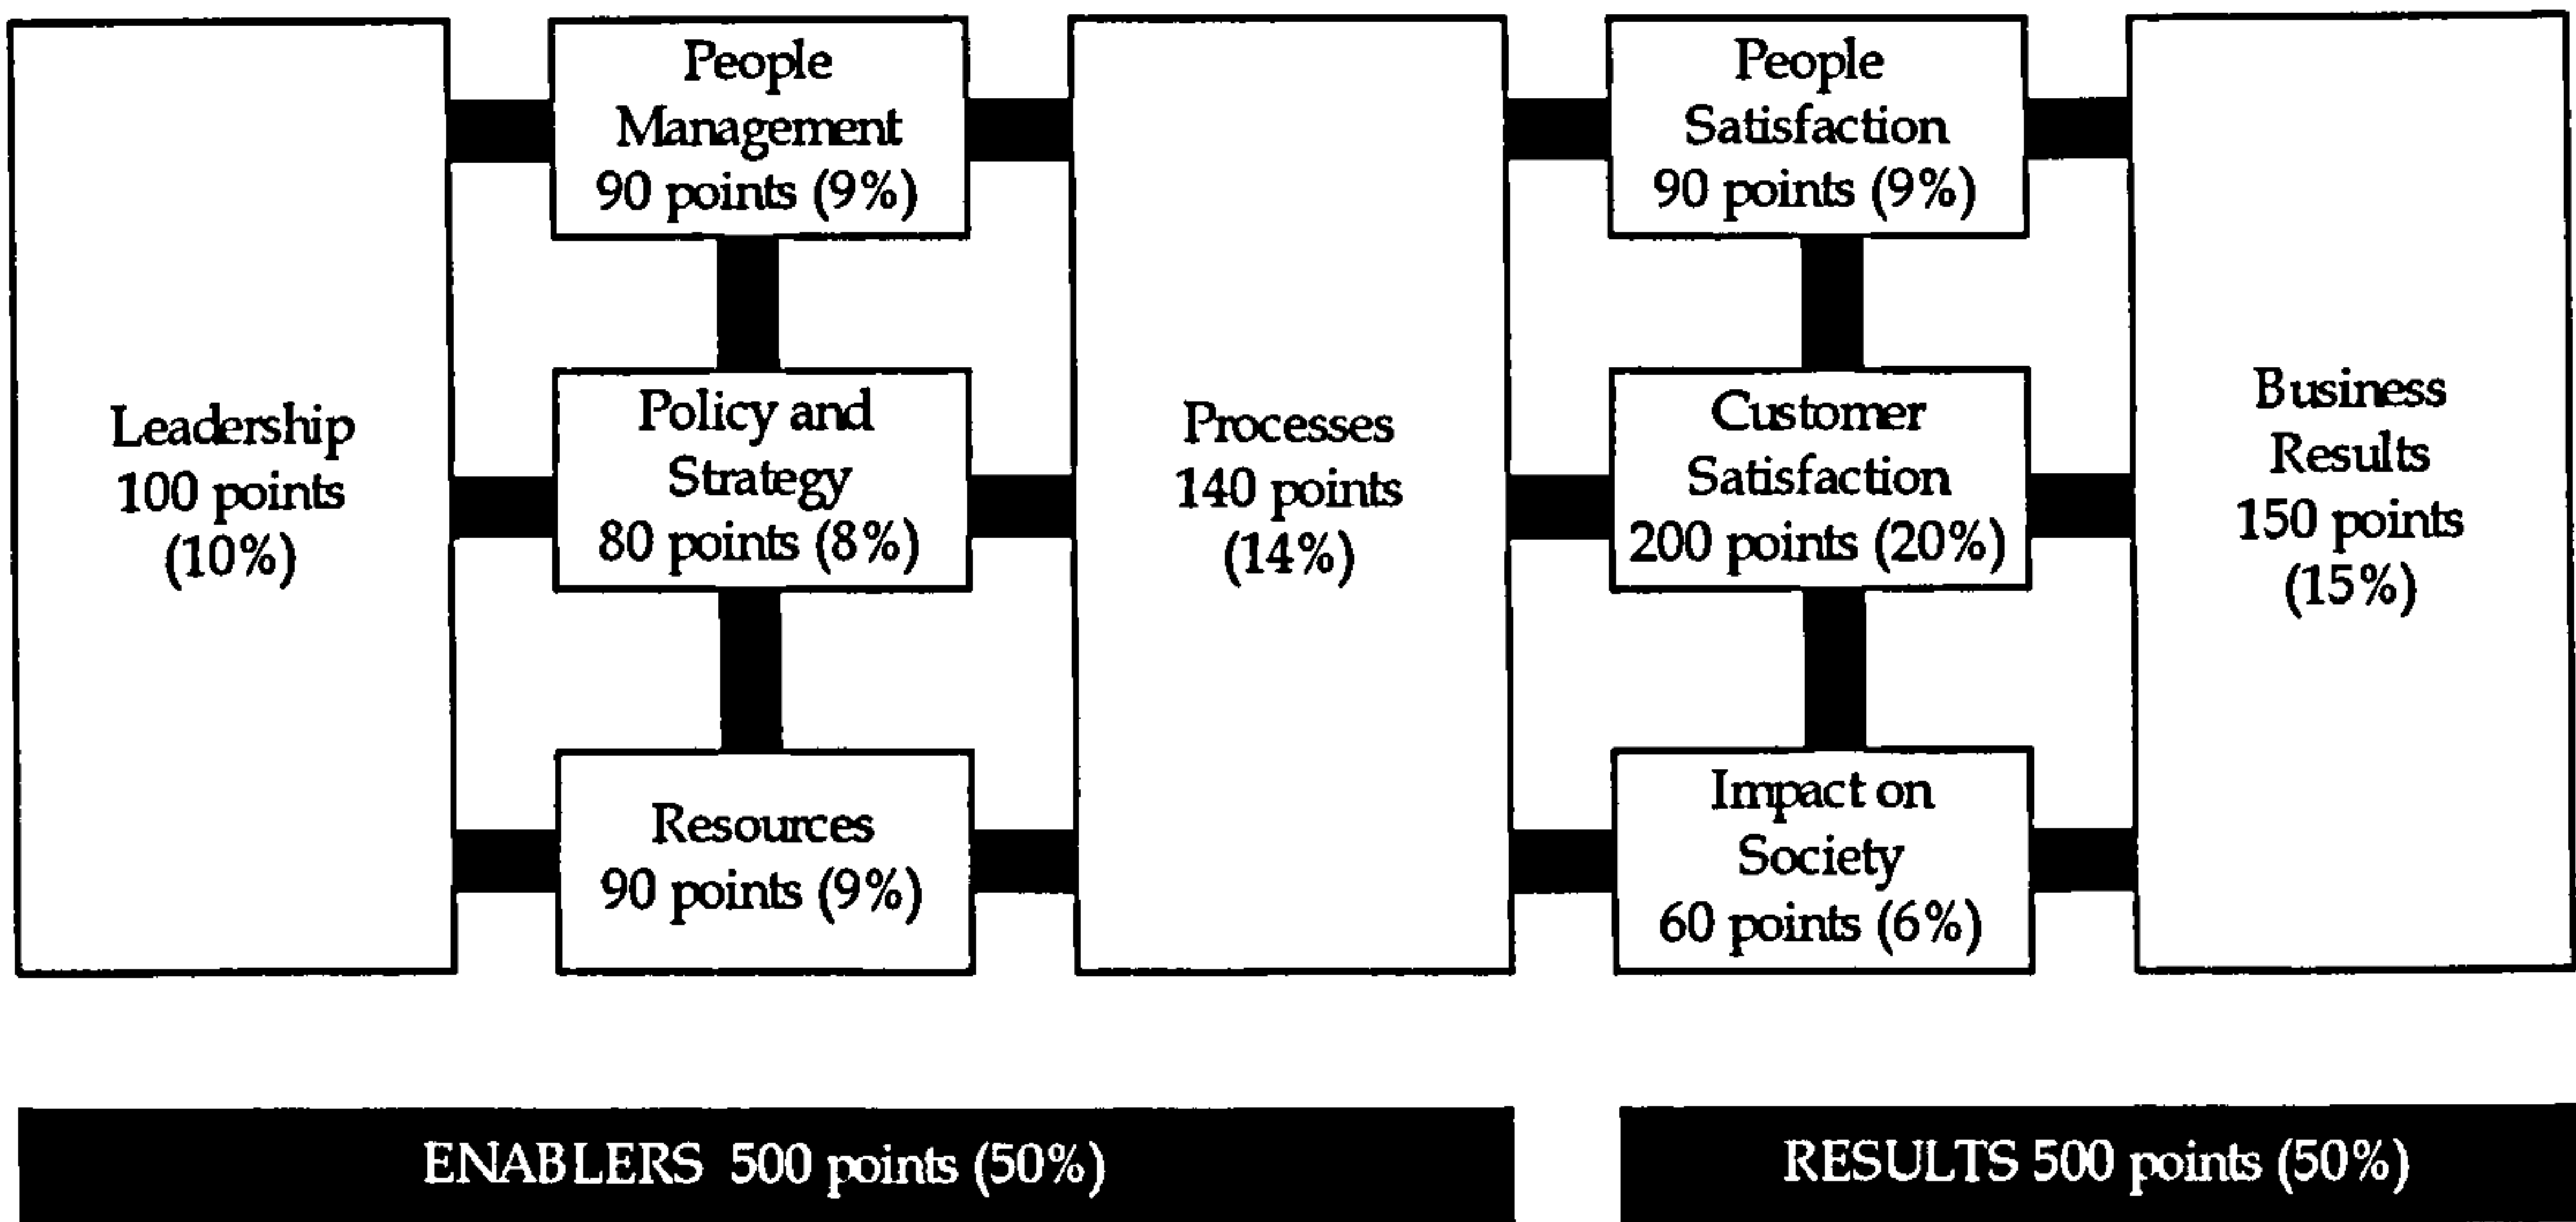 Leadership
100 points
(10%)
People
Management
90 points (9%)
Policy and
Strategy
80 points (8%)
Resources
90 points (9%)
Processes
140 points
(14%)
People
Satisfaction
90 points (9%)
Customer
Satisfaction
200 points (20%)
Impact on
Society
60 points (6%)
Business
Results
150 points
(15%)
ENABLERS 500 points (50%)
RESULTS 500 points (50%)